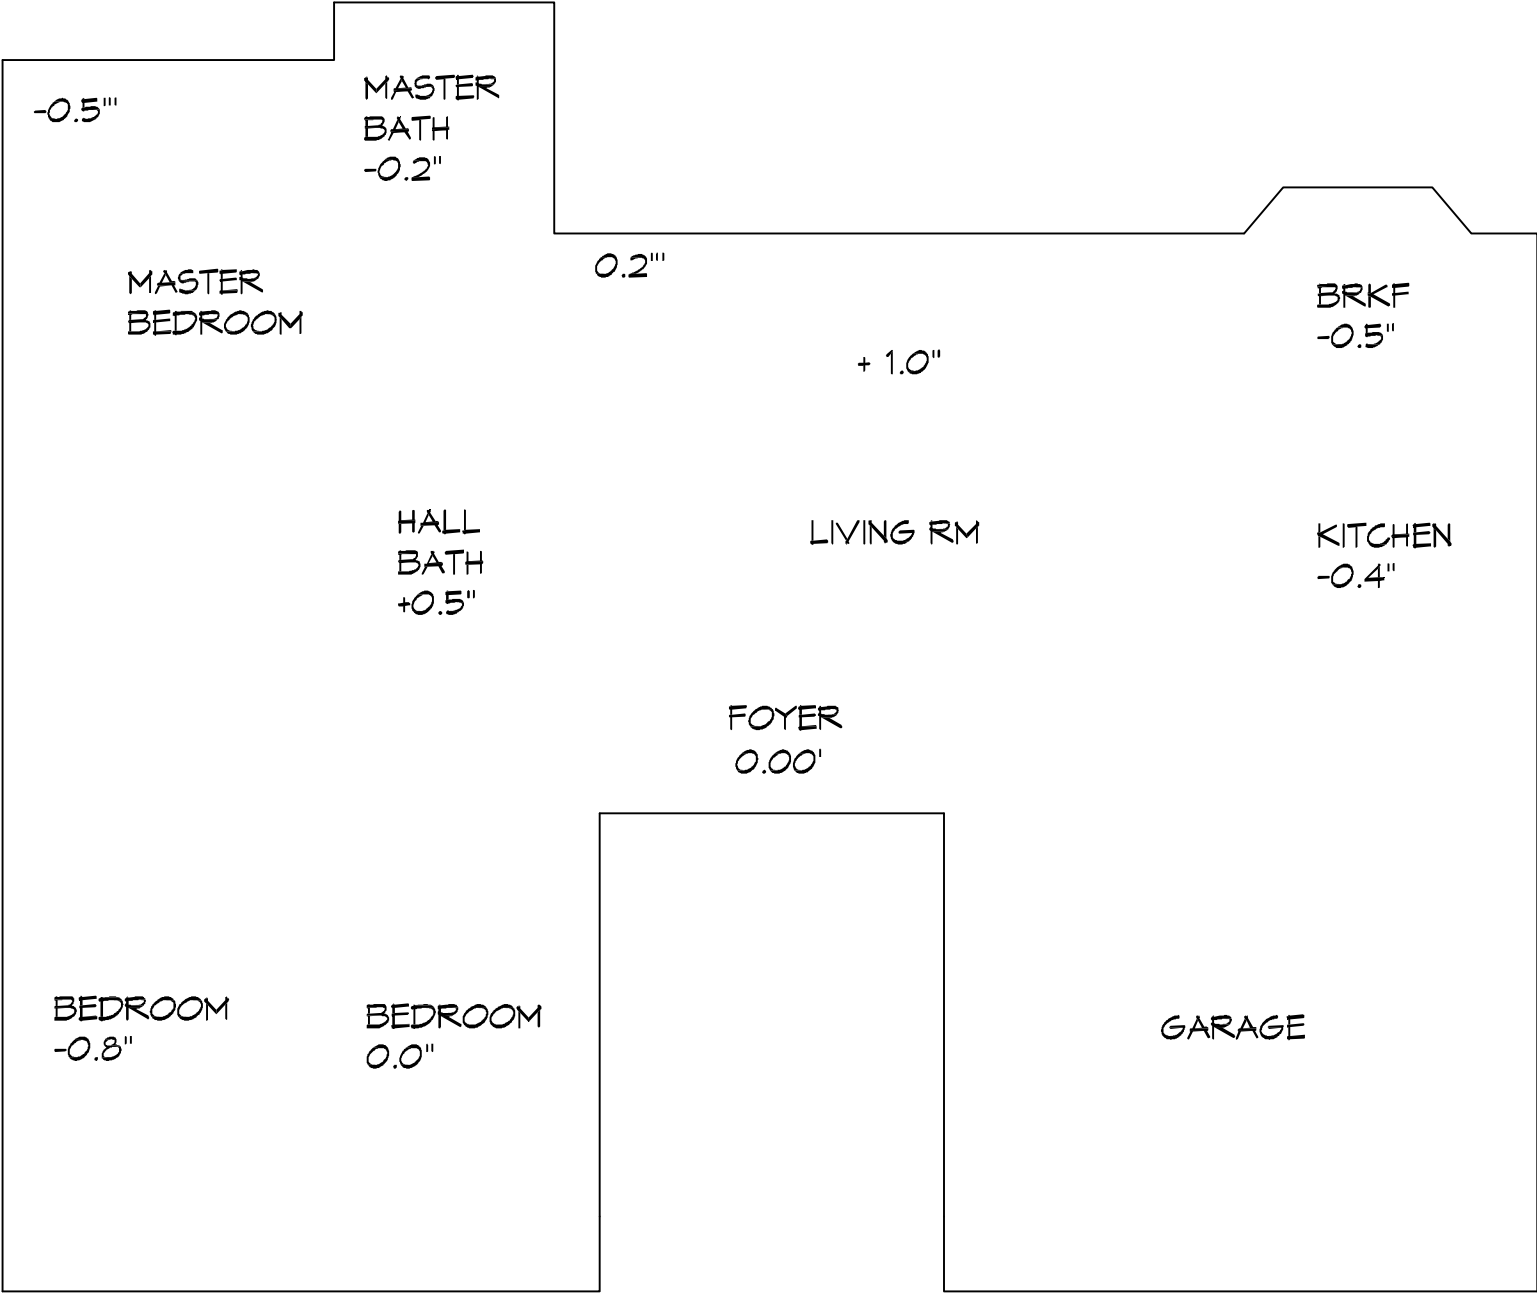 MASTER
BATH
-0.2"
-0.5'"
0.2'"
MASTER
BEDROOM
BRKF
-0.5"
+ 1.0"
HALL
BATH
+0.5"
LIVING RM
KITCHEN
-0.4"
FOYER
0.00'
BEDROOM
-0.8"
BEDROOM
0.0"
GARAGE